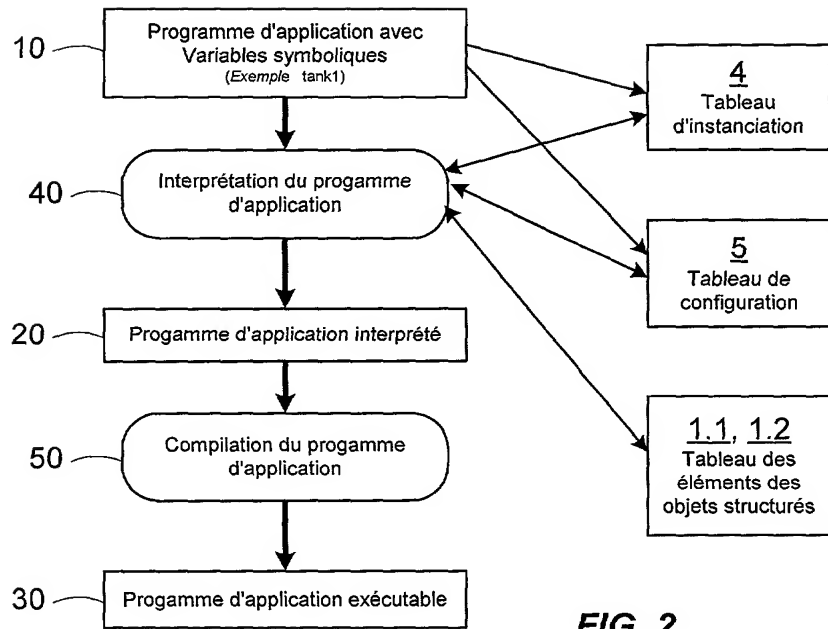 10
Programme d'application avec
Variables symboliques
(Exemple tank1)
4
Tableau
d'instanciation
40
Interprétation du progamme
d'application
5
Tableau de
configuration
20
Progamme d'application interprété
50
Compilation du progamme
d'application
1.1, 1.2
Tableau des
éléments des
objets structurés
30
Progamme d'application exécutable
FIG. 2